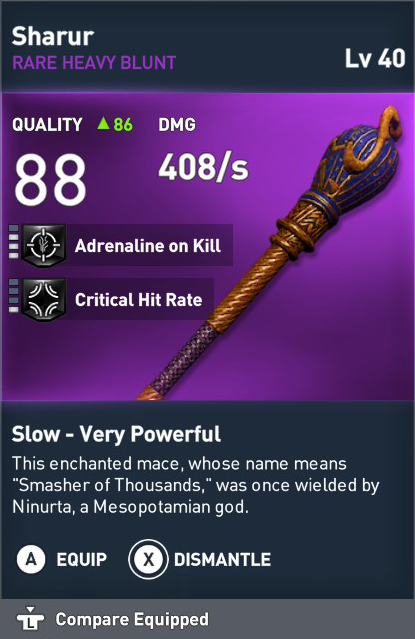 Sharur
RARE HEAVY BLUNT
Lv 40
QUALITY ▲86 DMG
88 408/s
Adrenaline on Kill
Critical Hit Rate
Slow - Very Powerful
This enchanted mace, whose name means
"Smasher of Thousands," was once wielded by
Ninurta, a Mesopotamian god.
A EQUIP X DISMANTLE
L Compare Equipped